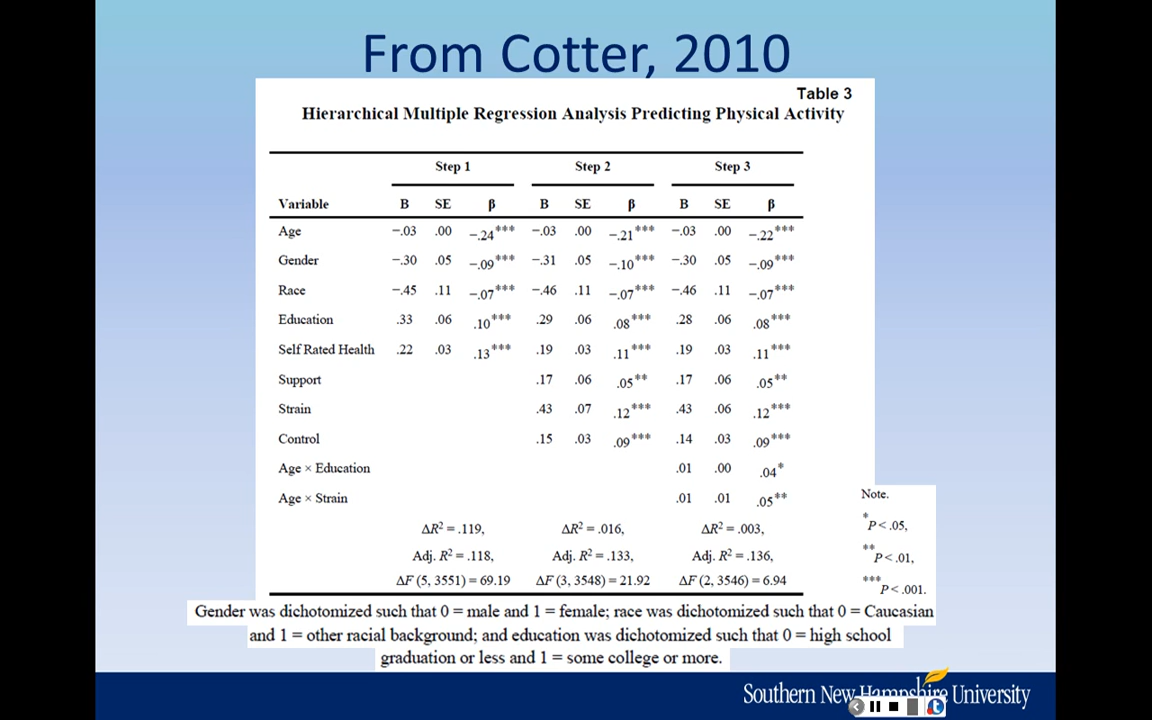 From Cotter, 2010
Table 3
Hierarchical Multiple Regression Analysis Predicting Physical Activity
Step 1 Step 2 Step 3
Variable B SE β B SE β B SE β
Age −.03 .00 −.24*** −.03 .00 −.21*** −.03 .00 −.22***
Gender −.30 .05 −.09*** −.31 .05 −.10*** −.30 .05 −.09***
Race −.45 .11 −.07*** −.46 .11 −.07*** −.46 .11 −.07***
Education .33 .06 .10*** .29 .06 .08*** .28 .06 .08***
Self Rated Health .22 .03 .13*** .19 .03 .11*** .19 .03 .11***
Support .17 .06 .05** .17 .06 .05**
Strain .43 .07 .12*** .43 .06 .12***
Control .15 .03 .09*** .14 .03 .09***
Age × Education .01 .00 .04*
Age × Strain .01 .01 .05**
ΔR² = .119, ΔR² = .016, ΔR² = .003,
Adj. R² = .118, Adj. R² = .133, Adj. R² = .136,
ΔF (5, 3551) = 69.19 ΔF (3, 3548) = 21.92 ΔF (2, 3546) = 6.94
Note.
*P < .05,
**P < .01,
***P < .001.
Gender was dichotomized such that 0 = male and 1 = female; race was dichotomized such that 0 = Caucasian
and 1 = other racial background; and education was dichotomized such that 0 = high school
graduation or less and 1 = some college or more.
Southern New Hampshire University